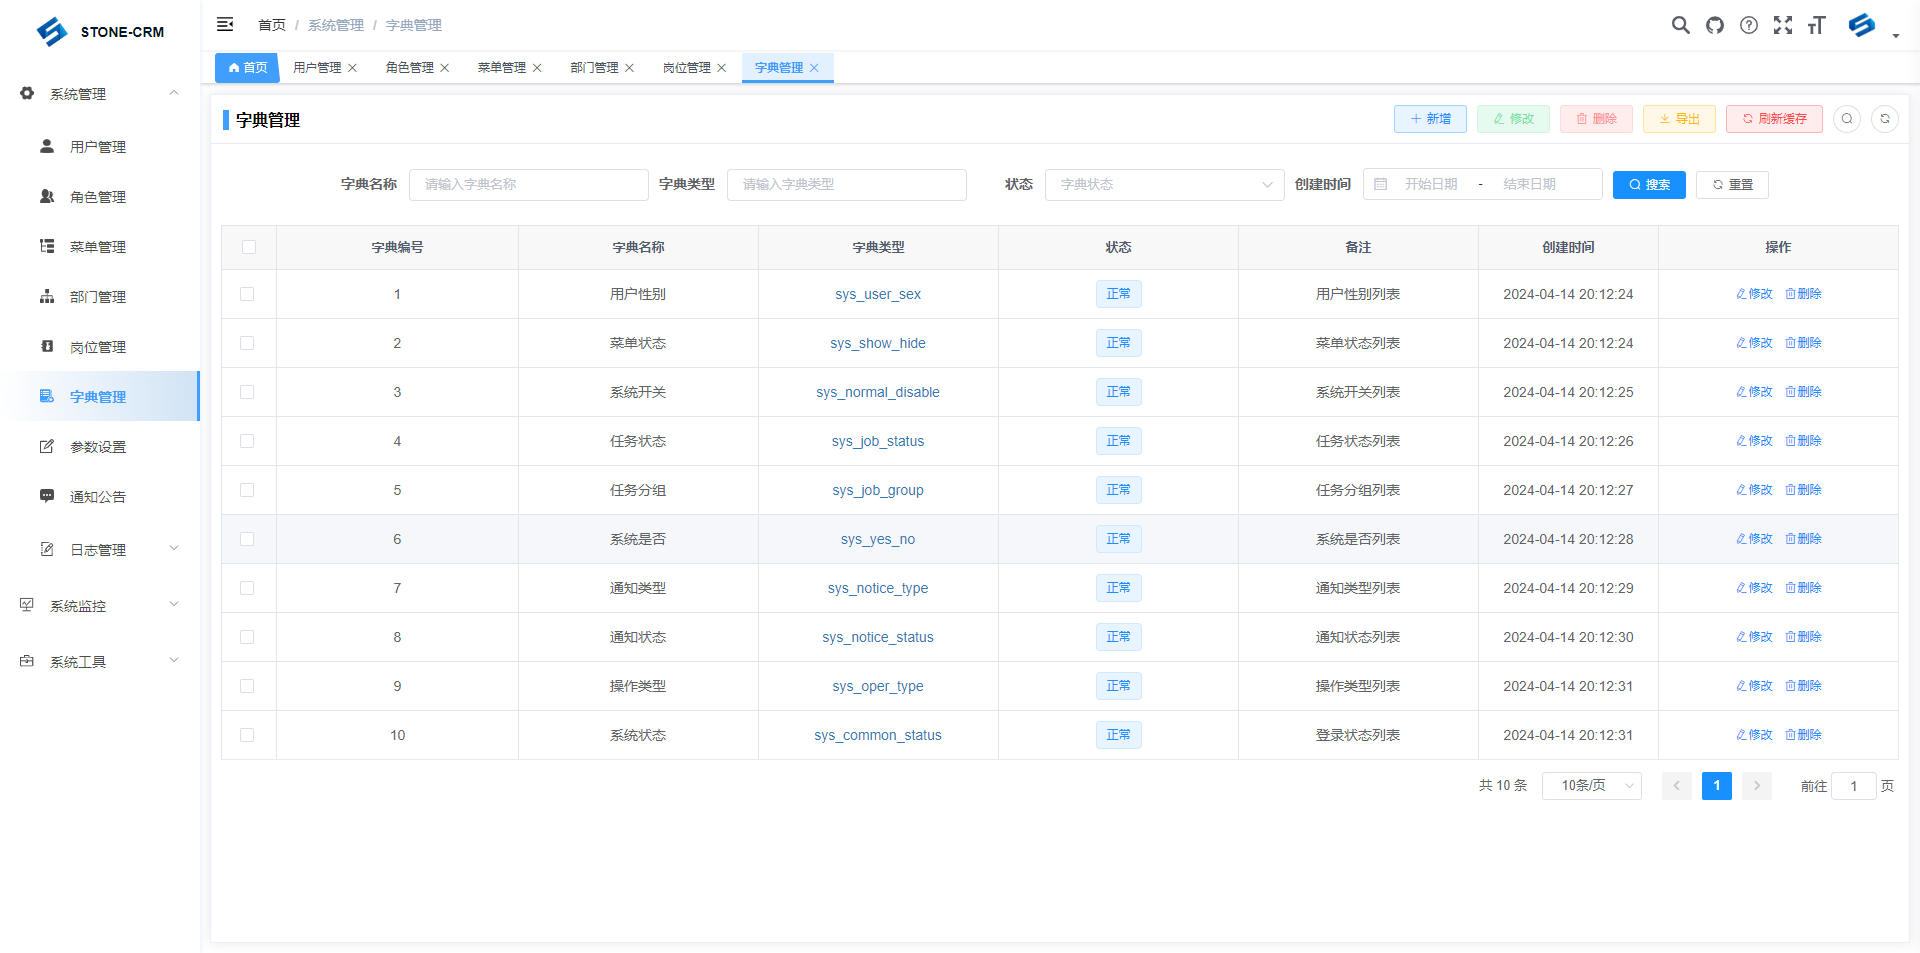 STONE-CRM
首页 / 系统管理 / 字典管理
首页 用户管理 角色管理 菜单管理 部门管理 岗位管理 字典管理
系统管理
用户管理
角色管理
菜单管理
部门管理
岗位管理
字典管理
参数设置
通知公告
日志管理
系统监控
系统工具
字典管理
新增 修改 删除 导出 刷新缓存
字典名称 请输入字典名称 字典类型 请输入字典类型 状态 字典状态 创建时间 开始日期 - 结束日期 搜索 重置
字典编号 字典名称 字典类型 状态 备注 创建时间 操作
1 用户性别 sys_user_sex 正常 用户性别列表 2024-04-14 20:12:24 修改 删除
2 菜单状态 sys_show_hide 正常 菜单状态列表 2024-04-14 20:12:24 修改 删除
3 系统开关 sys_normal_disable 正常 系统开关列表 2024-04-14 20:12:25 修改 删除
4 任务状态 sys_job_status 正常 任务状态列表 2024-04-14 20:12:26 修改 删除
5 任务分组 sys_job_group 正常 任务分组列表 2024-04-14 20:12:27 修改 删除
6 系统是否 sys_yes_no 正常 系统是否列表 2024-04-14 20:12:28 修改 删除
7 通知类型 sys_notice_type 正常 通知类型列表 2024-04-14 20:12:29 修改 删除
8 通知状态 sys_notice_status 正常 通知状态列表 2024-04-14 20:12:30 修改 删除
9 操作类型 sys_oper_type 正常 操作类型列表 2024-04-14 20:12:31 修改 删除
10 系统状态 sys_common_status 正常 登录状态列表 2024-04-14 20:12:31 修改 删除
共 10 条 10条/页 1 前往 1 页